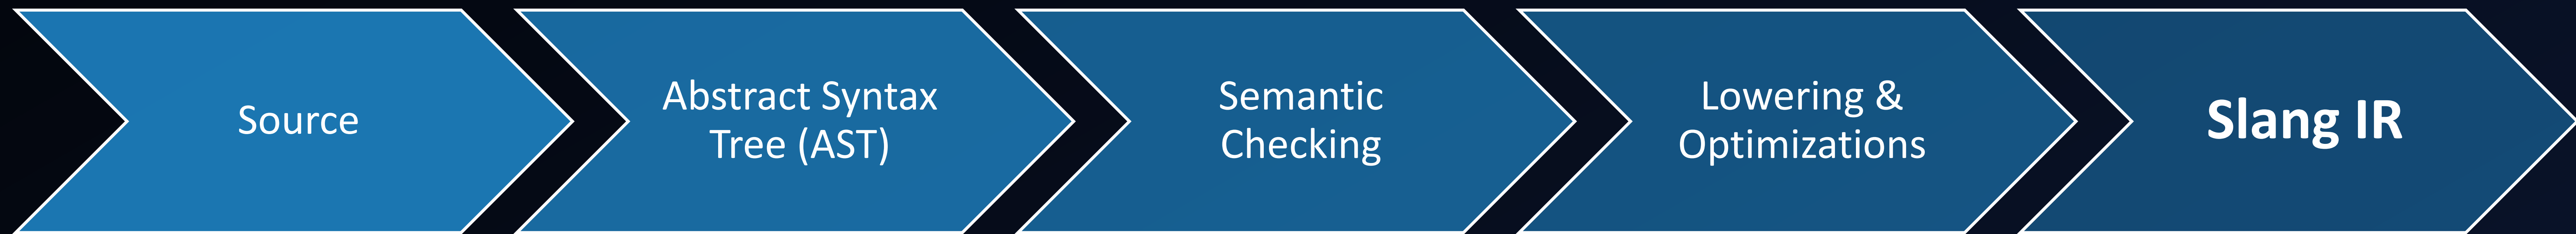 Source
Abstract Syntax
Tree (AST)
Semantic
Checking
Lowering &
Optimizations
Slang IR